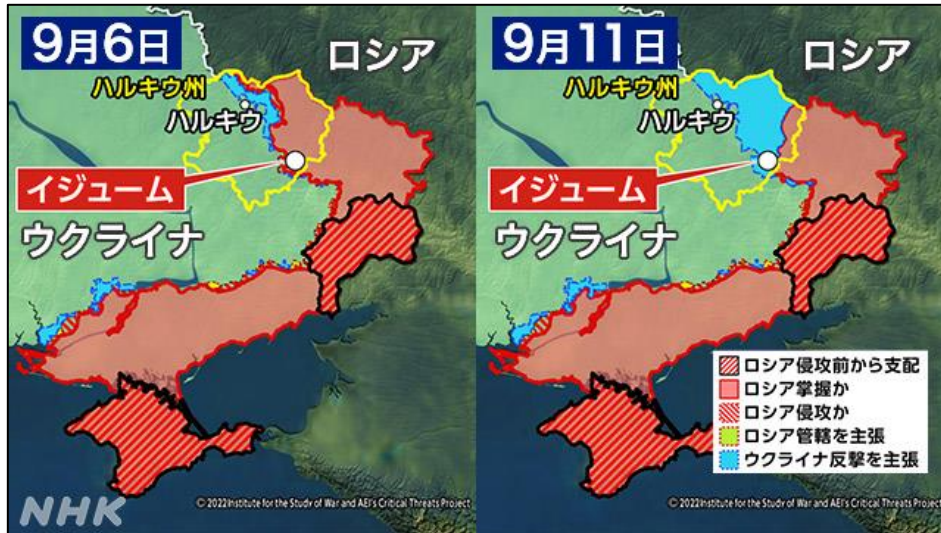 9月6日
ロシア
ハルキウ州
ハルキウ
イジューム
ウクライナ
© 2022 Institute for the Study of War and AEI's Critical Threats Project
NHK
9月11日
ロシア
ハルキウ州
ハルキウ
イジューム
ウクライナ
ロシア侵攻前から支配
ロシア掌握か
ロシア侵攻か
ロシア管轄を主張
ウクライナ反撃を主張
© 2022 Institute for the Study of War and AEI's Critical Threats Project